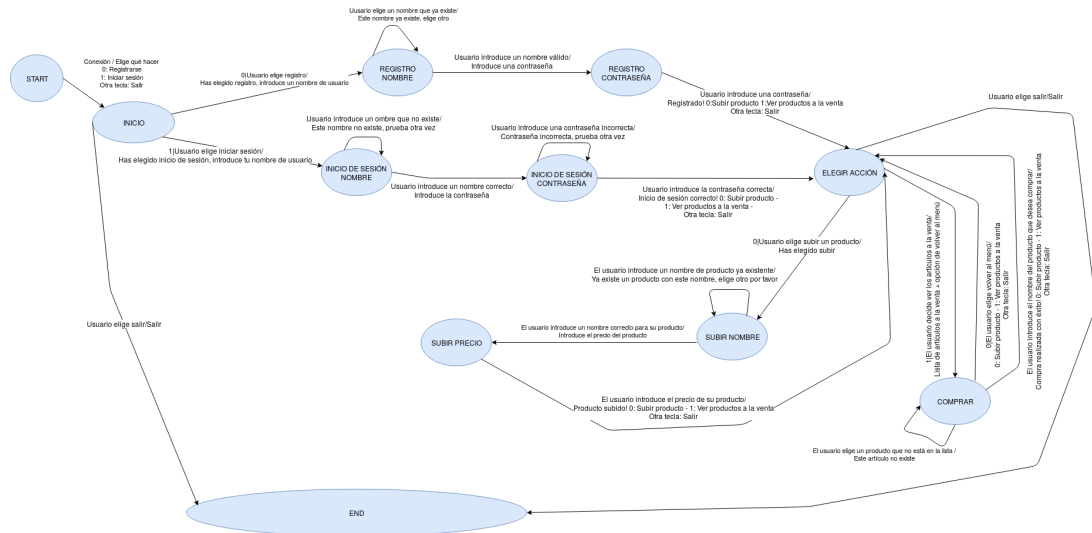 Uusario elige un nombre que ya existe/
Este nombre ya existe, elige otro
START
Conexión / Elige qué hacer
0: Registrarse
1: Iniciar sesión
Otra tecla: Salir
INICIO
0|Usuario elige registro/
Has elegido registro, introduce un nombre de usuario
REGISTRO
NOMBRE
Usuario introduce un nombre válido/
Introduce una contraseña
REGISTRO
CONTRASEÑA
Usuario introduce una contraseña/
Registrado! 0:Subir producto 1:Ver productos a la venta
Otra tecla: Salir
Usuario elige salir/Salir
Usuario introduce un ombre que no existe/
Este nombre no existe, prueba otra vez
1|Usuario elige iniciar sesión/
Has elegido inicio de sesión, introduce tu nombre de usuario
INICIO DE SESIÓN
NOMBRE
Usuario introduce un nombre correcto/
Introduce la contraseña
Usuario introduce una contraseña incorrecta/
Contraseña incorrecta, prueba otra vez
INICIO DE SESIÓN
CONTRASEÑA
Usuario introduce la contraseña correcta/
Inicio de sesión correcto! 0: Subir producto -
1: Ver productos a la venta -
Otra tecla: Salir
ELEGIR ACCIÓN
0|Usuario elige subir un producto/
Has elegido subir
El usuario introduce un nombre de producto ya existente/
Ya existe un producto con este nombre, elige otro por favor
SUBIR NOMBRE
El usuario introduce un nombre correcto para su producto/
Introduce el precio del producto
SUBIR PRECIO
El usuario introduce el precio de su producto/
Producto subido! 0: Subir producto - 1: Ver productos a la venta
Otra tecla: Salir
1|El usuario decide ver los artículos a la venta/
Lista de artículos a la venta + opción de volver al menú
0|El usuario elige volver al menú/
0: Subir producto - 1: Ver productos a la venta
Otra tecla: Salir
El usuario introduce el nombre del producto que desea comprar/
Compra realizada con éxito! 0: Subir producto - 1: Ver productos a la venta
Otra tecla: Salir
COMPRAR
El usuario elige un producto que no está en la lista /
Este artículo no existe
Usuario elige salir/Salir
END